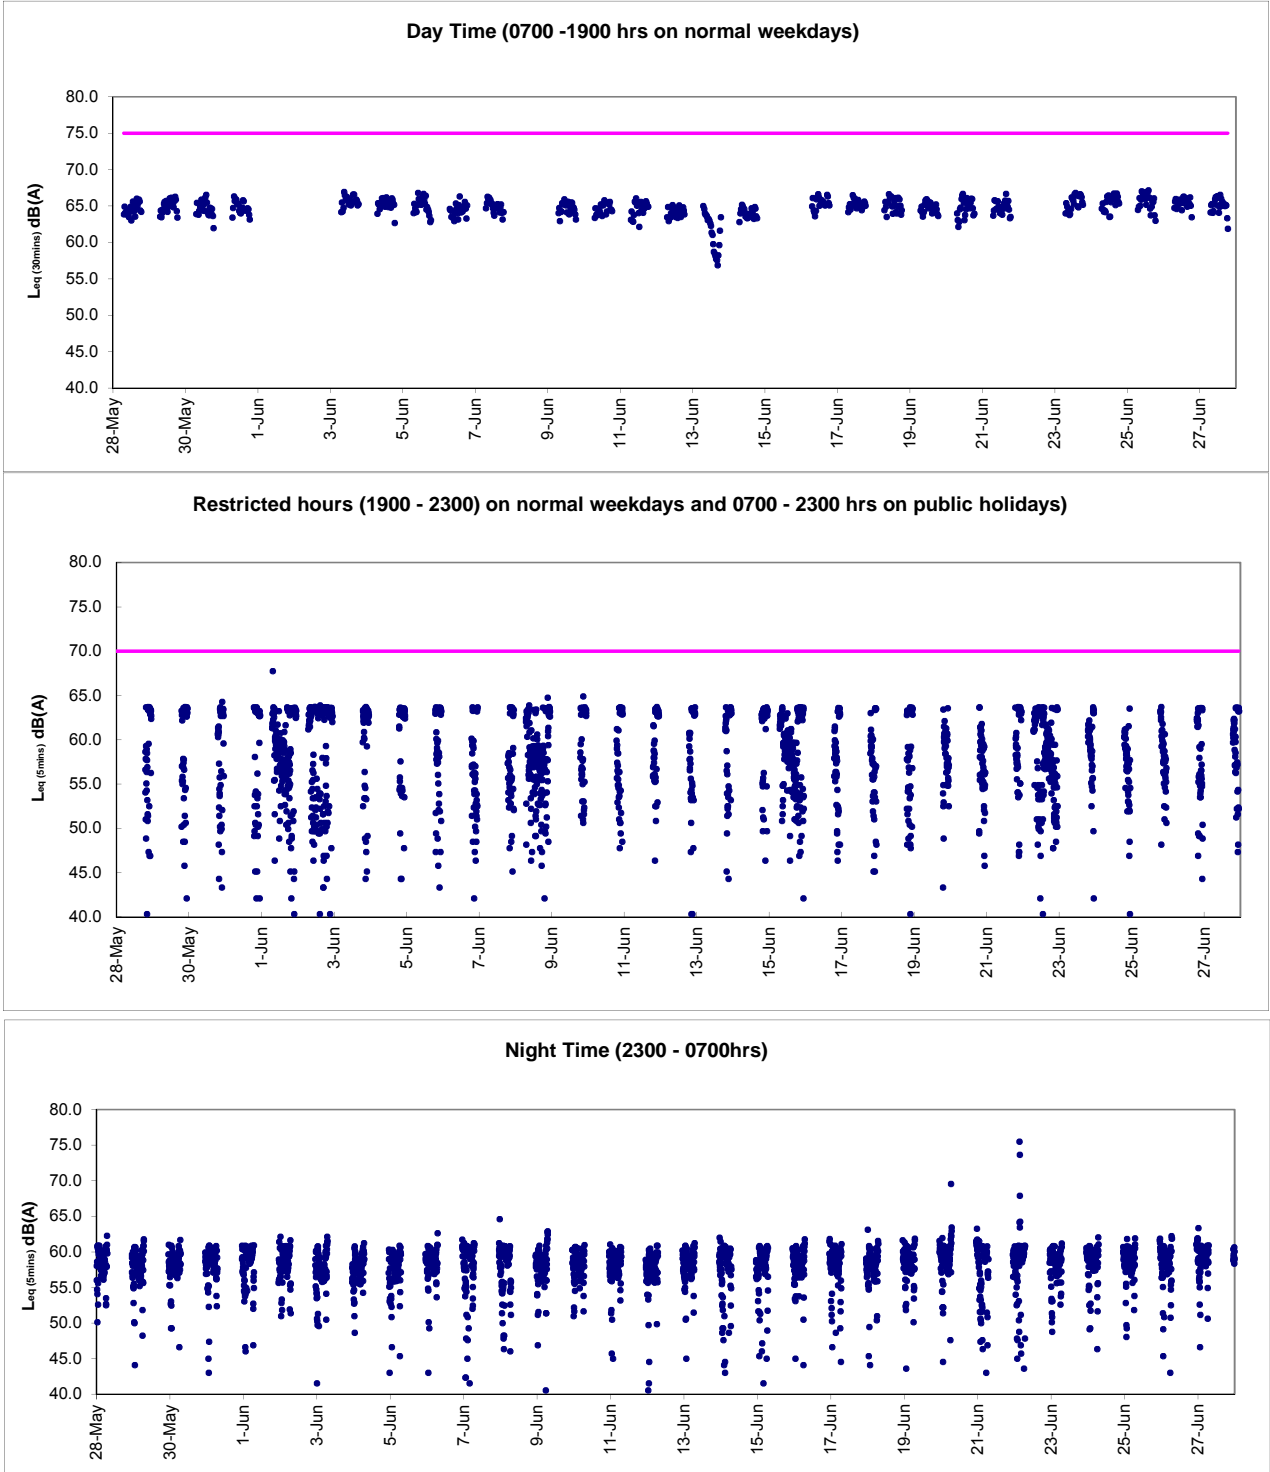 Day Time (0700 -1900 hrs on normal weekdays)
80.0
75.0
70.0
65.0
60.0
55.0
50.0
45.0
40.0
Leq (30mins) dB(A)
28-May
30-May
1-Jun
3-Jun
5-Jun
7-Jun
9-Jun
11-Jun
13-Jun
15-Jun
17-Jun
19-Jun
21-Jun
23-Jun
25-Jun
27-Jun
Restricted hours (1900 - 2300) on normal weekdays and 0700 - 2300 hrs on public holidays)
80.0
75.0
70.0
65.0
60.0
55.0
50.0
45.0
40.0
Leq (5mins) dB(A)
28-May
30-May
1-Jun
3-Jun
5-Jun
7-Jun
9-Jun
11-Jun
13-Jun
15-Jun
17-Jun
19-Jun
21-Jun
23-Jun
25-Jun
27-Jun
Night Time (2300 - 0700hrs)
80.0
75.0
70.0
65.0
60.0
55.0
50.0
45.0
40.0
Leq (5mins) dB(A)
28-May
30-May
1-Jun
3-Jun
5-Jun
7-Jun
9-Jun
11-Jun
13-Jun
15-Jun
17-Jun
19-Jun
21-Jun
23-Jun
25-Jun
27-Jun